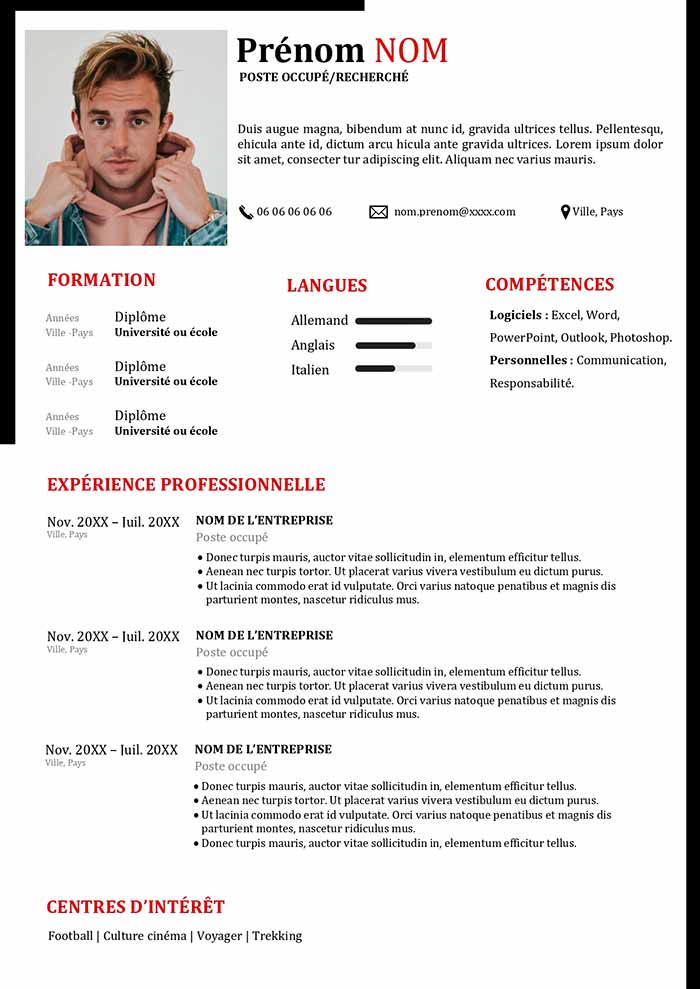 Prénom NOM
POSTE OCCUPÉ/RECHERCHÉ
Duis augue magna, bibendum at nunc id, gravida ultrices tellus. Pellentesqu,
ehicula ante id, dictum arcu hicula ante gravida ultrices. Lorem ipsum dolor
sit amet, consecter tur adipiscing elit. Aliquam nec varius mauris.
06 06 06 06 06
nom.prenom@xxxx.com
Ville, Pays
FORMATION
Années Diplôme
Ville -Pays Université ou école
Années Diplôme
Ville -Pays Université ou école
Années Diplôme
Ville -Pays Université ou école
LANGUES
Allemand
Anglais
Italien
COMPÉTENCES
Logiciels : Excel, Word,
PowerPoint, Outlook, Photoshop.
Personnelles : Communication,
Responsabilité.
EXPÉRIENCE PROFESSIONNELLE
Nov. 20XX – Juil. 20XX NOM DE L'ENTREPRISE
Ville, Pays Poste occupé
• Donec turpis mauris, auctor vitae sollicitudin in, elementum efficitur tellus.
• Aenean nec turpis tortor. Ut placerat varius vivera vestibulum eu dictum purus.
• Ut lacinia commodo erat id vulputate. Orci varius natoque penatibus et magnis dis
parturient montes, nascetur ridiculus mus.
Nov. 20XX – Juil. 20XX NOM DE L'ENTREPRISE
Ville, Pays Poste occupé
• Donec turpis mauris, auctor vitae sollicitudin in, elementum efficitur tellus.
• Aenean nec turpis tortor. Ut placerat varius vivera vestibulum eu dictum purus.
• Ut lacinia commodo erat id vulputate. Orci varius natoque penatibus et magnis dis
parturient montes, nascetur ridiculus mus.
Nov. 20XX – Juil. 20XX NOM DE L'ENTREPRISE
Ville, Pays Poste occupé
• Donec turpis mauris, auctor vitae sollicitudin in, elementum efficitur tellus.
• Aenean nec turpis tortor. Ut placerat varius vivera vestibulum eu dictum purus.
• Ut lacinia commodo erat id vulputate. Orci varius natoque penatibus et magnis dis
parturient montes, nascetur ridiculus mus.
• Donec turpis mauris, auctor vitae sollicitudin in, elementum efficitur tellus.
CENTRES D'INTÉRÊT
Football | Culture cinéma | Voyager | Trekking